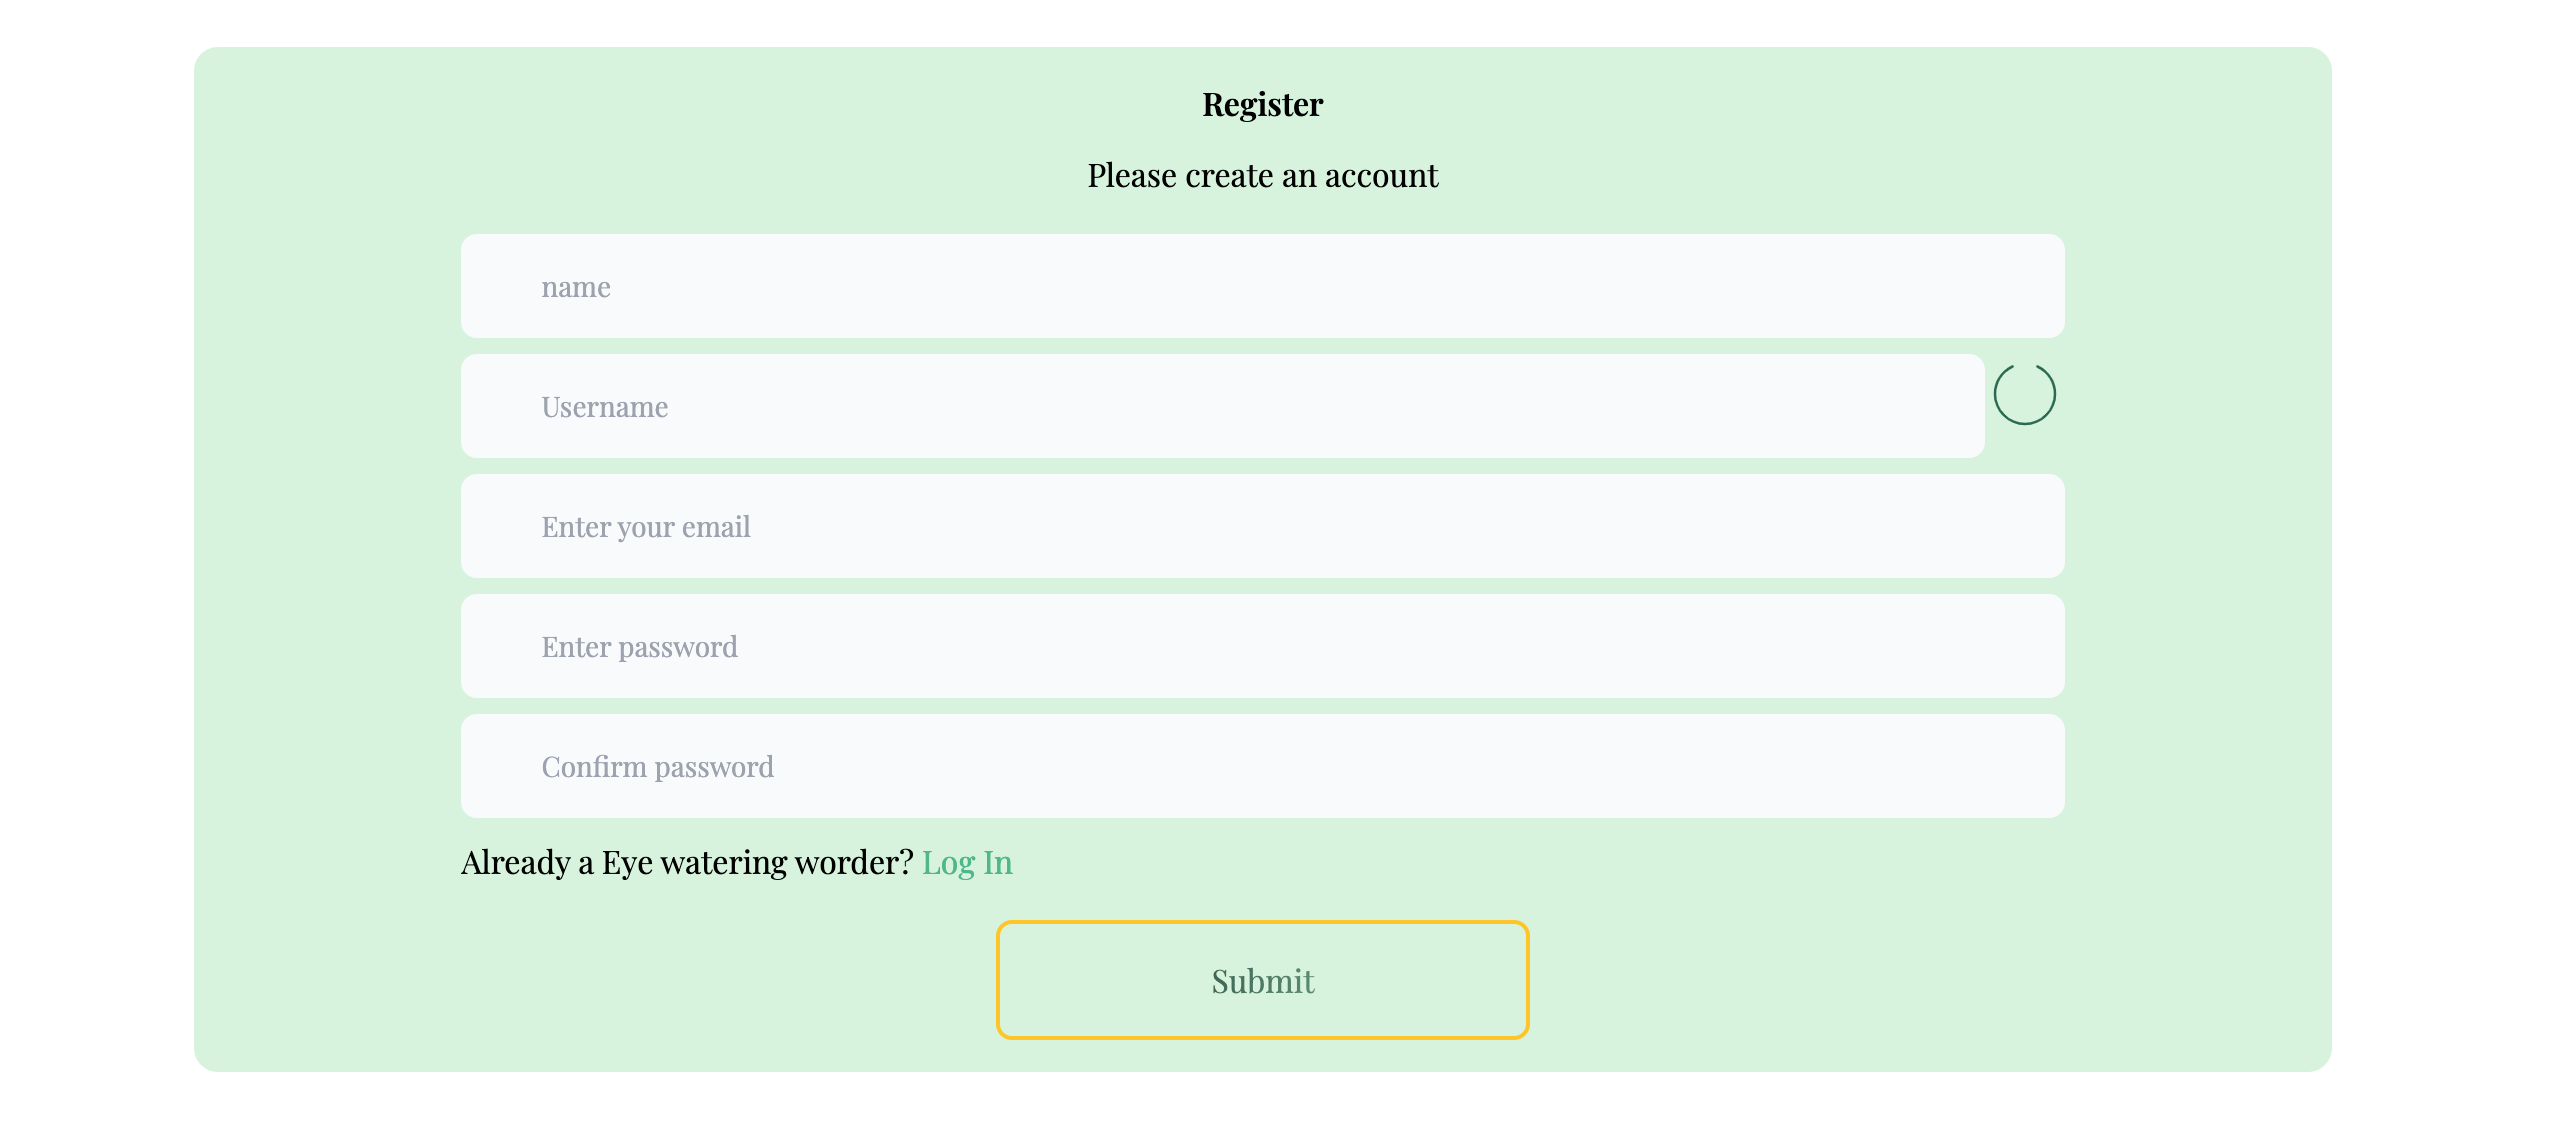 Register
Please create an account
name
Username
Enter your email
Enter password
Confirm password
Already a Eye watering worder? Log In
Submit